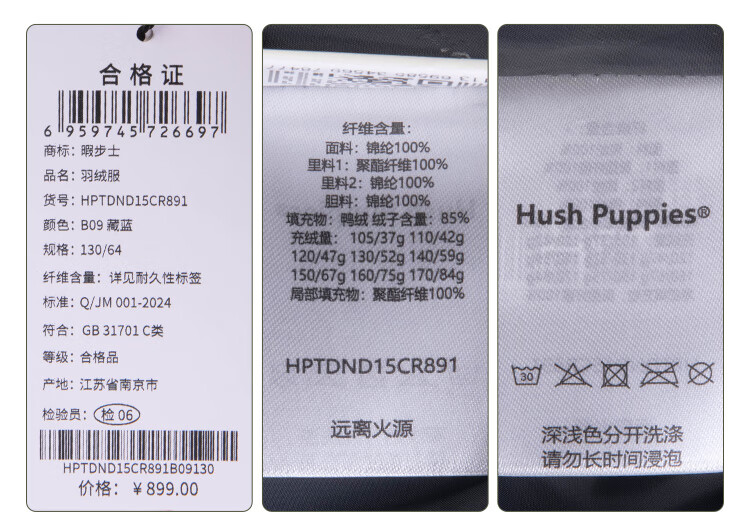 合格证
6 959745 726697
商标：暇步士
品名：羽绒服
货号：HPTDND15CR891
颜色：B09 藏蓝
规格：130/64
纤维含量：详见耐久性标签
标准：Q/JM 001-2024
符合：GB 31701 C类
等级：合格品
产地：江苏省南京市
检验员：检 06
HPTDND15CR891B09130
价格：￥899.00
纤维含量：
面料：锦纶100%
里料1：聚酯纤维100%
里料2：锦纶100%
胆料：锦纶100%
填充物：鸭绒 绒子含量：85%
充绒量： 105/37g 110/42g
120/47g 130/52g 140/59g
150/67g 160/75g 170/84g
局部填充物：聚酯纤维100%
HPTDND15CR891
远离火源
Hush Puppies®
30
深浅色分开洗涤
请勿长时间浸泡